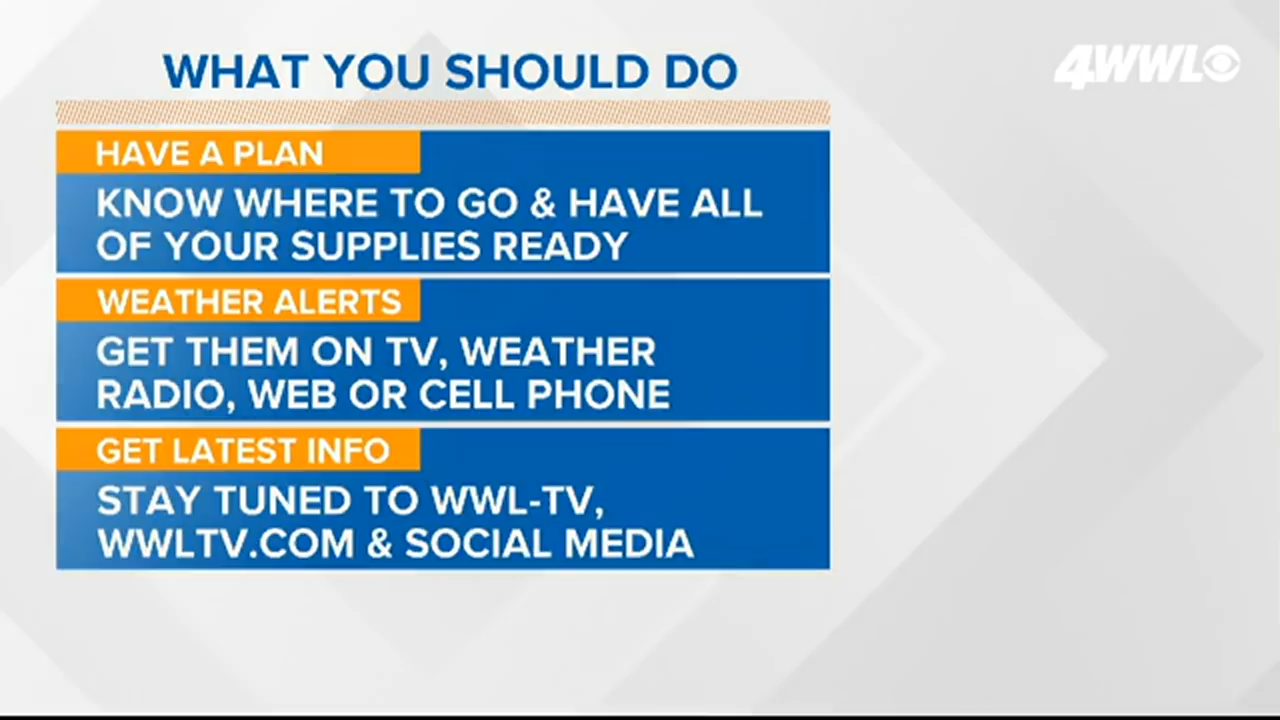 WHAT YOU SHOULD DO
4WWL
HAVE A PLAN
KNOW WHERE TO GO & HAVE ALL
OF YOUR SUPPLIES READY
WEATHER ALERTS
GET THEM ON TV, WEATHER
RADIO, WEB OR CELL PHONE
GET LATEST INFO
STAY TUNED TO WWL-TV,
WWLTV.COM & SOCIAL MEDIA